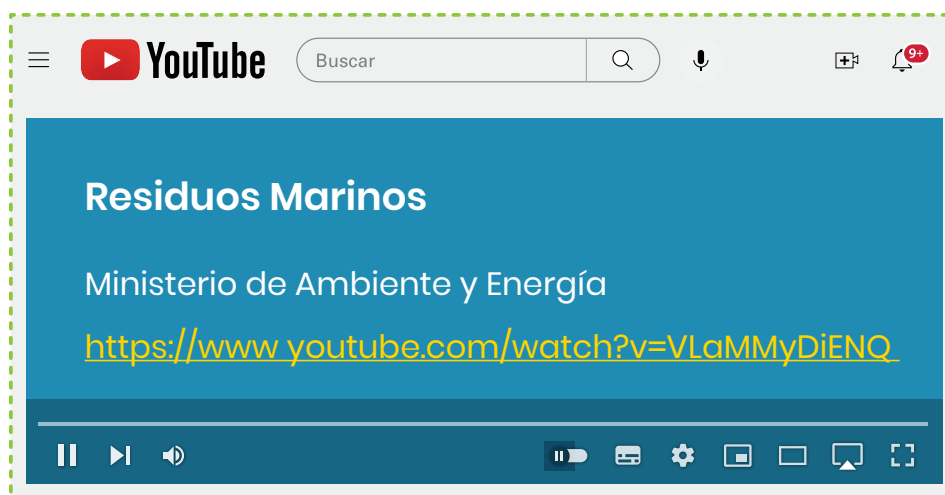 YouTube
Buscar
9+
Residuos Marinos
Ministerio de Ambiente y Energía
https://www youtube.com/watch?v=VLaMMyDiENQ